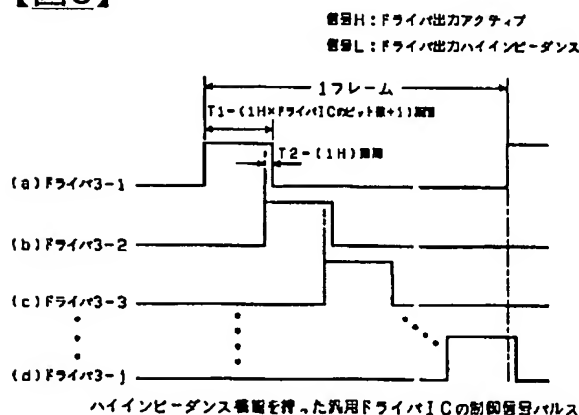 信号H:ドライバ出力アクティブ
信号L:ドライバ出力ハイインピーダンス
1フレーム
T1-(1H×ドライバICのビット数+1)期間
T2-(1H)期間
(a)ドライバ3-1
(b)ドライバ3-2
(c)ドライバ3-3
(d)ドライバ3-j
ハイインピーダンス機能を持った汎用ドライバICの制御信号パルス